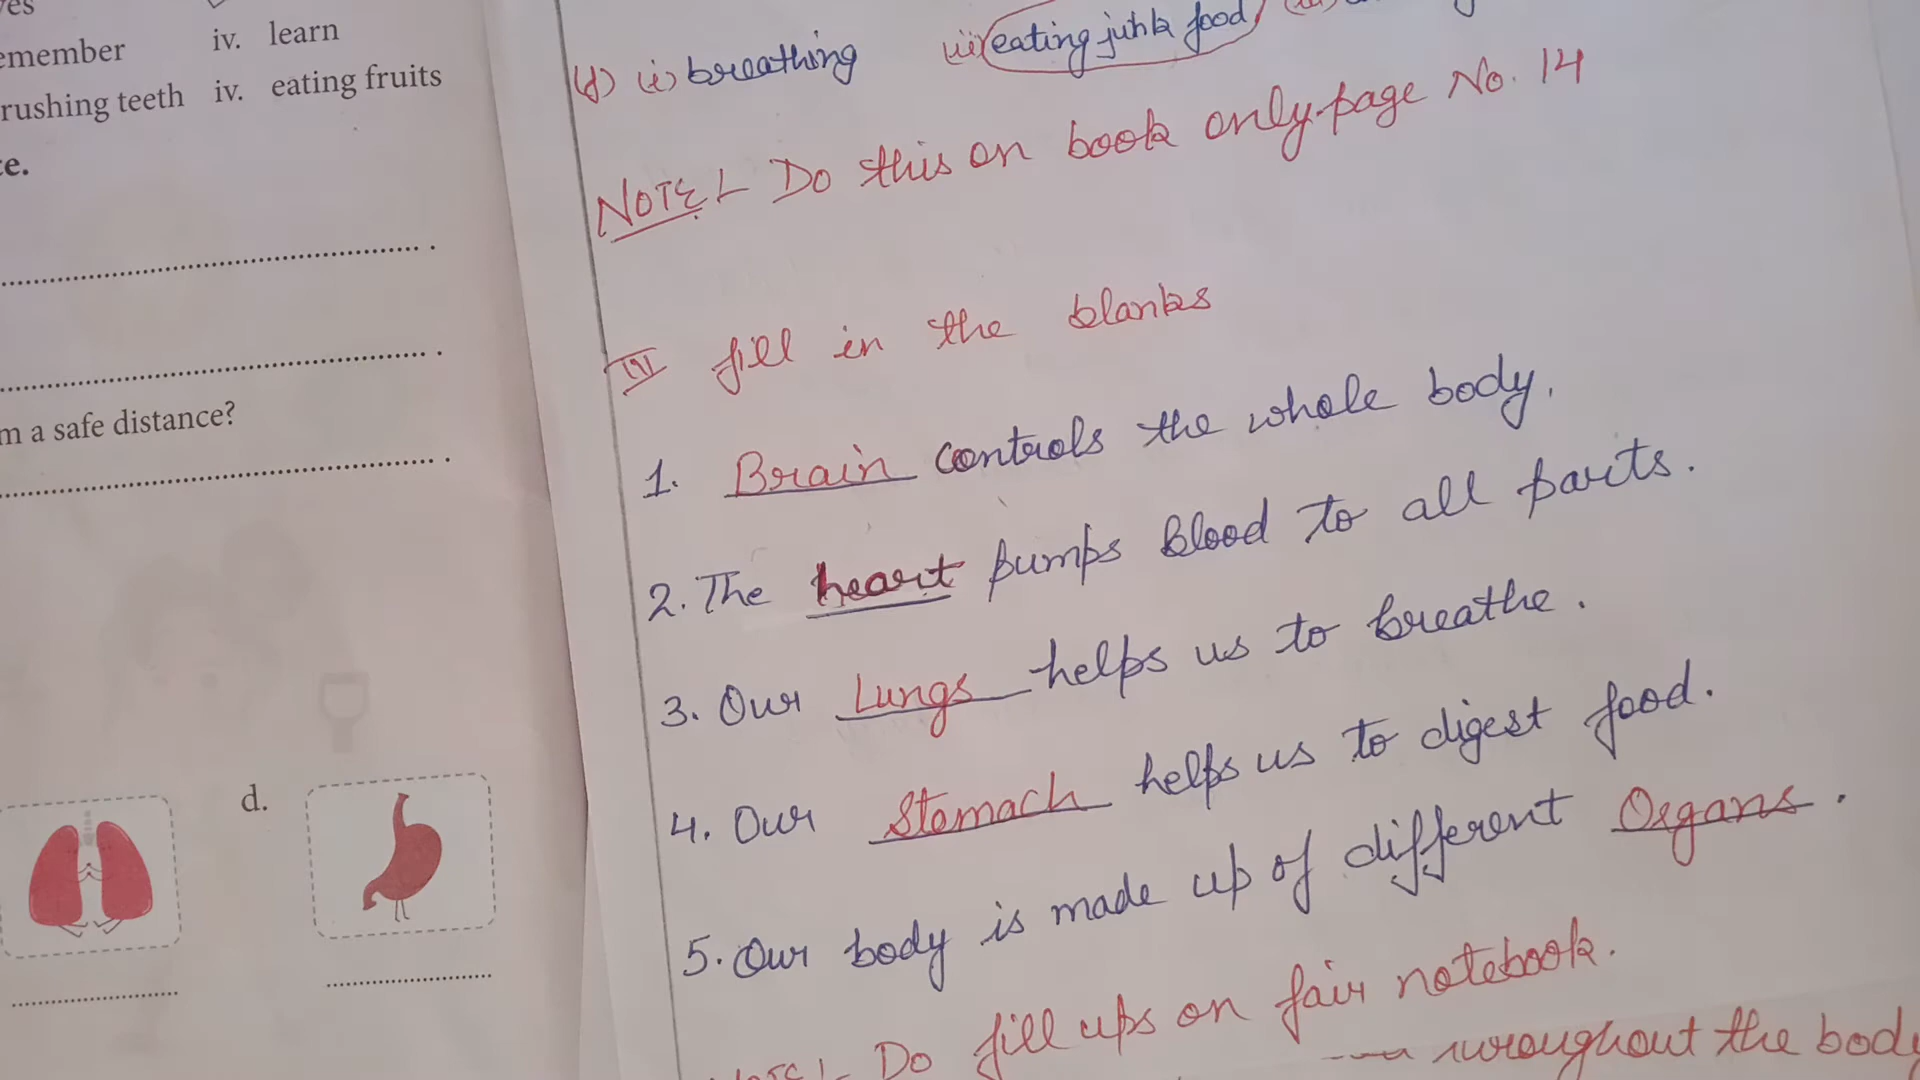 emember iv. learn
rushing teeth iv. eating fruits
ce.
m a safe distance?
d.
(ii) breathing (iii) eating junk food
NOTE:- Do this on book only page No. 14
III fill in the blanks
1. Brain controls the whole body.
2. The heart pumps blood to all parts.
3. Our Lungs helps us to breathe.
4. Our Stomach helps us to digest food.
5. Our body is made up of different Organs.
Do fill ups on fair notebook.
throughout the body